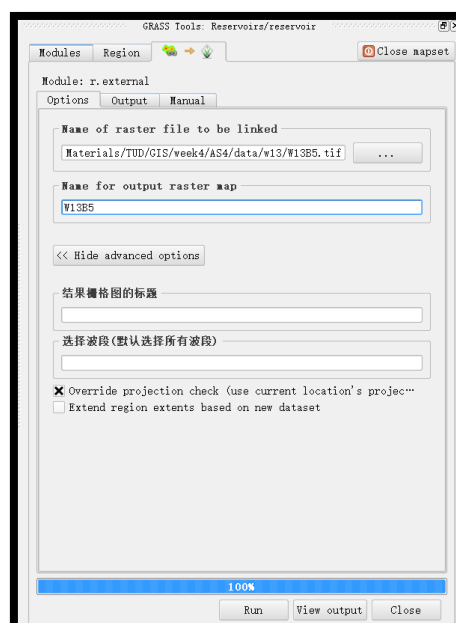 GRASS Tools: Reservoirs/reservoir
Modules
Region
Close mapset
Module: r.external
Options
Output
Manual
Name of raster file to be linked
Materials/TUD/GIS/week4/AS4/data/w13/W13B5.tif
...
Name for output raster map
W13B5
<< Hide advanced options
结果栅格图的标题
选择波段(默认选择所有波段)
Override projection check (use current location's projec…
Extend region extents based on new dataset
100%
Run
View output
Close